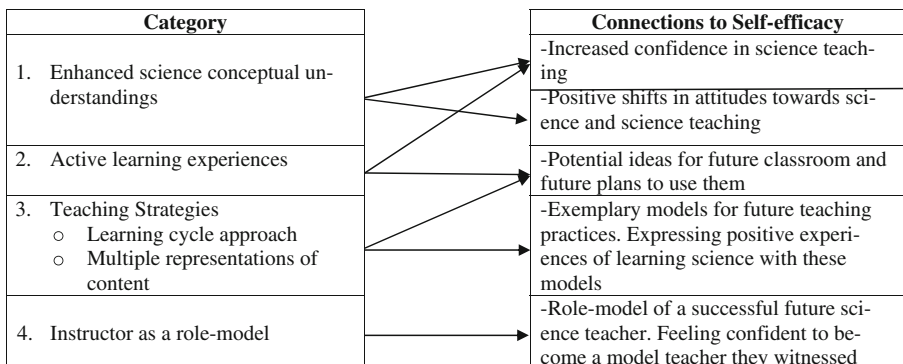 Category
1. Enhanced science conceptual un-
derstandings
2. Active learning experiences
3. Teaching Strategies
o Learning cycle approach
o Multiple representations of
content
4. Instructor as a role-model
Connections to Self-efficacy
-Increased confidence in science teach-
ing
-Positive shifts in attitudes towards sci-
ence and science teaching
-Potential ideas for future classroom and
future plans to use them
-Exemplary models for future teaching
practices. Expressing positive experi-
ences of learning science with these
models
-Role-model of a successful future sci-
ence teacher. Feeling confident to be-
come a model teacher they witnessed